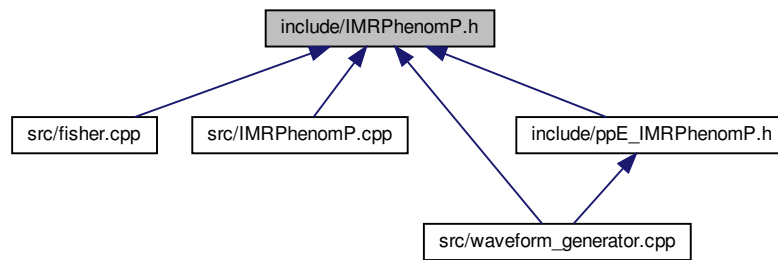 include/IMRPhenomP.h
src/fisher.cpp
src/IMRPhenomP.cpp
include/ppE_IMRPhenomP.h
src/waveform_generator.cpp